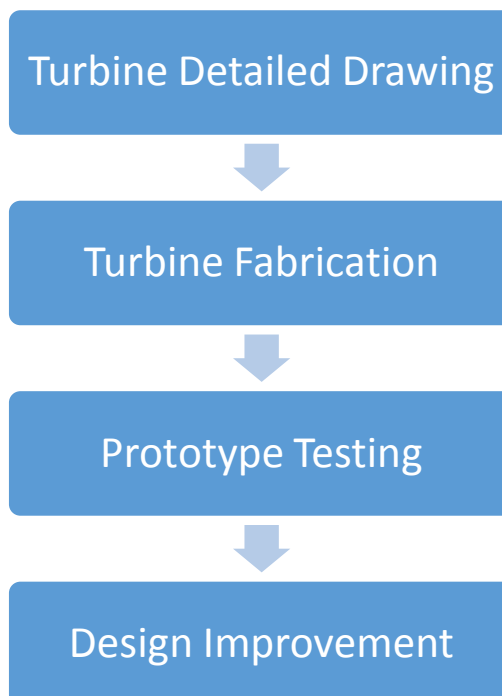 Turbine Detailed Drawing
Turbine Fabrication
Prototype Testing
Design Improvement